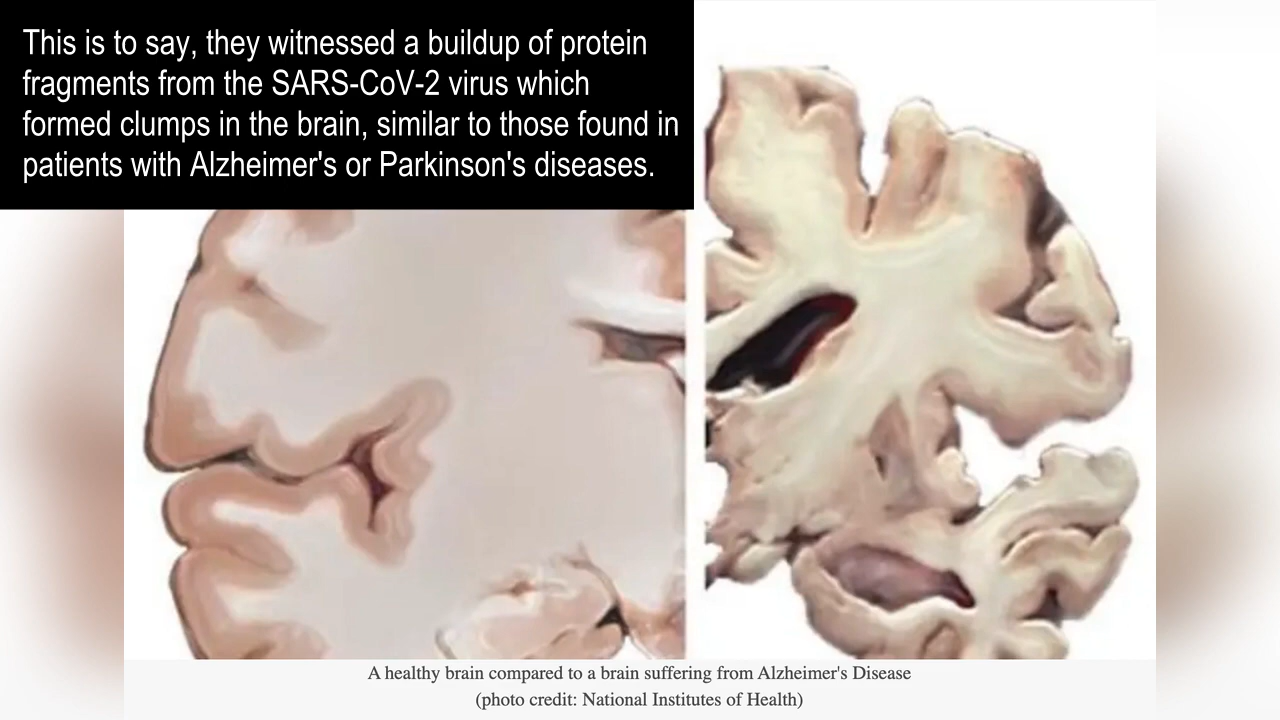 This is to say, they witnessed a buildup of protein
fragments from the SARS-CoV-2 virus which
formed clumps in the brain, similar to those found in
patients with Alzheimer's or Parkinson's diseases.
A healthy brain compared to a brain suffering from Alzheimer's Disease
(photo credit: National Institutes of Health)